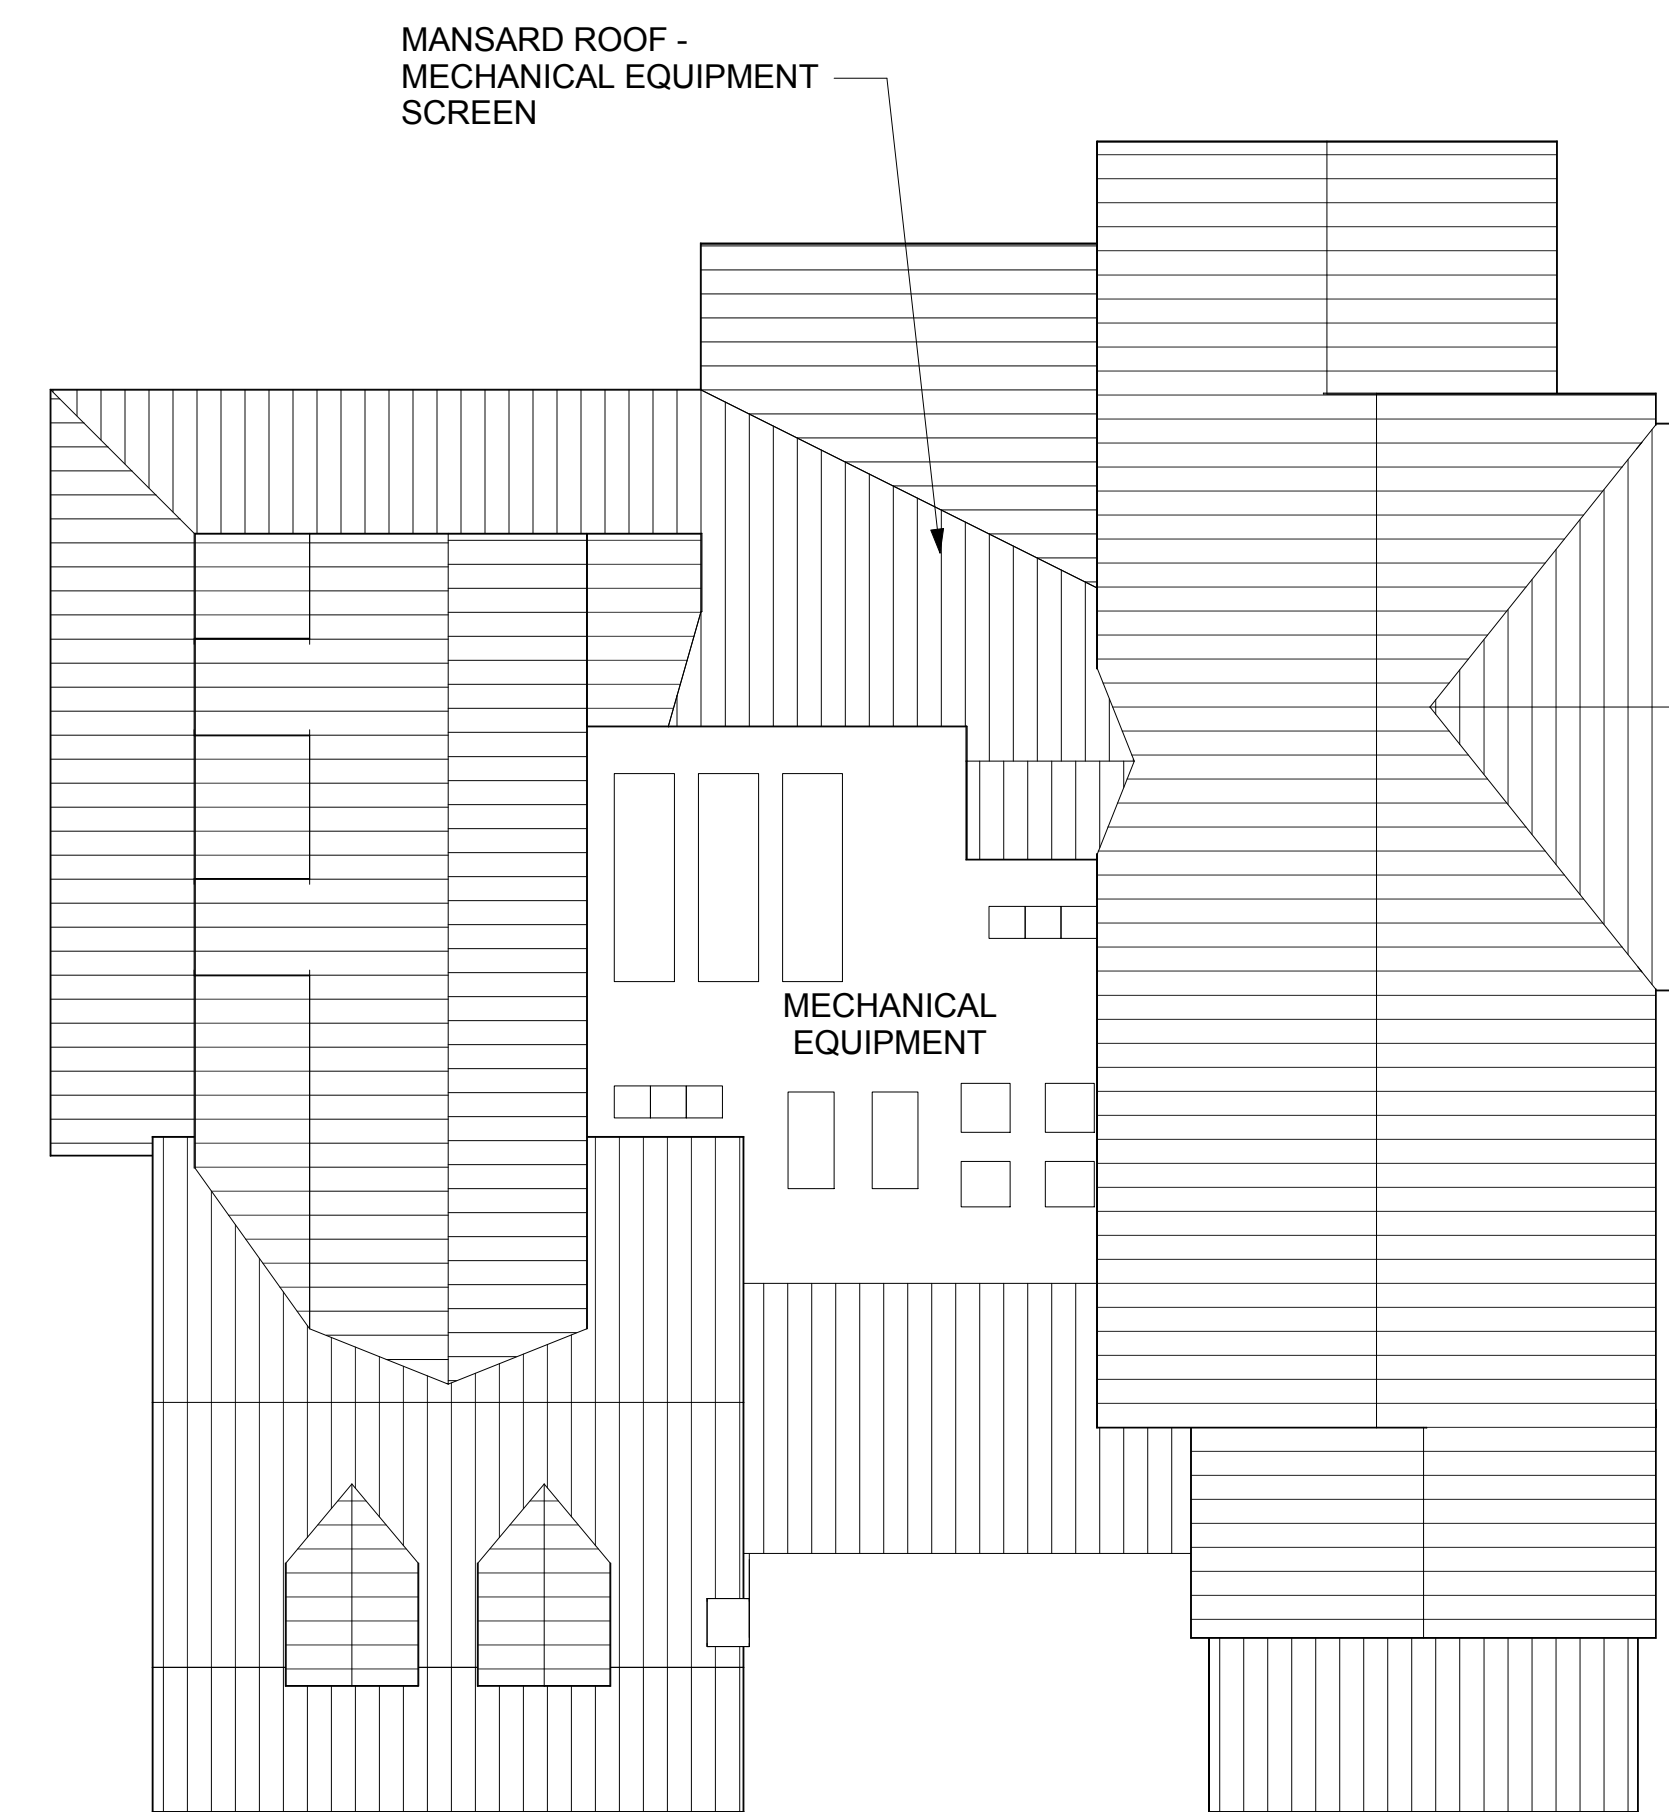 MANSARD ROOF -
MECHANICAL EQUIPMENT
SCREEN
MECHANICAL
EQUIPMENT